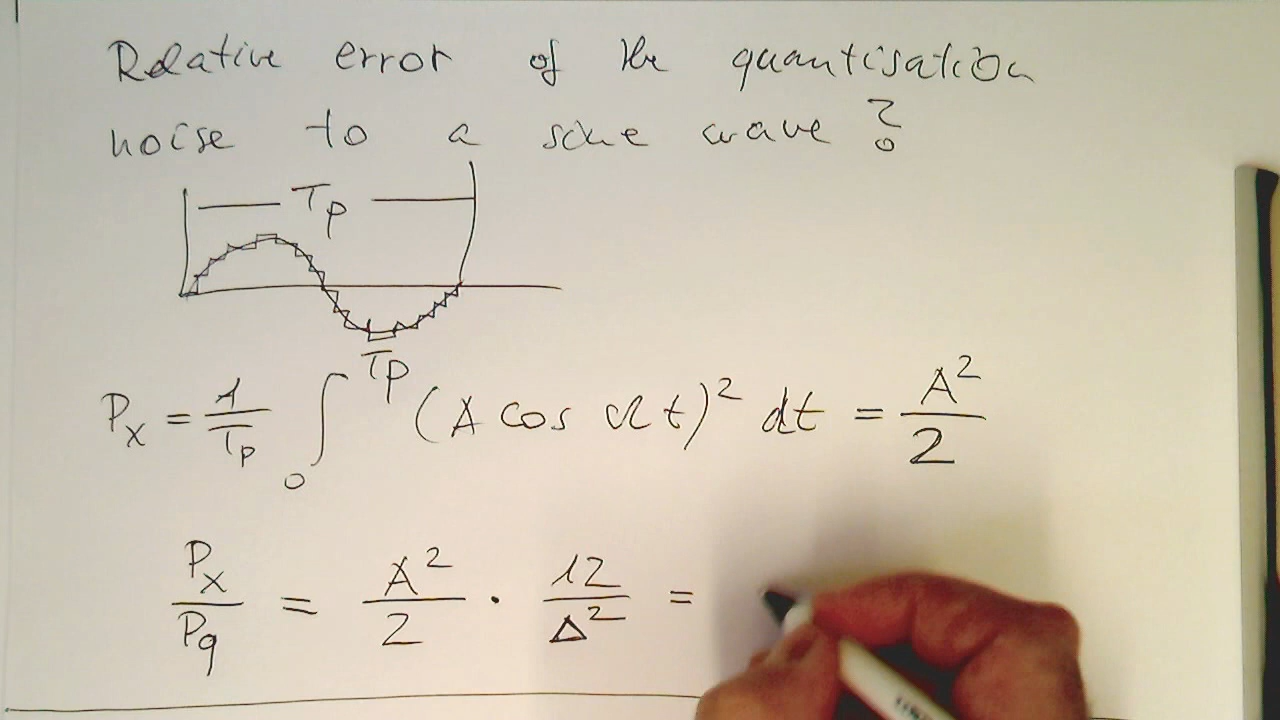 Relative error of the quantisation
noise to a sine wave ?
Tp
Px = 1/Tp ∫₀^Tp (A cos Ωt)² dt = A²/2
Px/Pq = A²/2 · 12/Δ² =